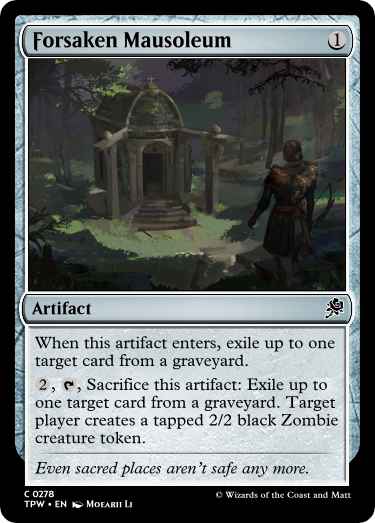 Forsaken Mausoleum 1
Artifact
When this artifact enters, exile up to one
target card from a graveyard.
2, , Sacrifice this artifact: Exile up to
one target card from a graveyard. Target
player creates a tapped 2/2 black Zombie
creature token.
Even sacred places aren't safe any more.
C 0278
TPW • EN Moearii Li
© Wizards of the Coast and Matt